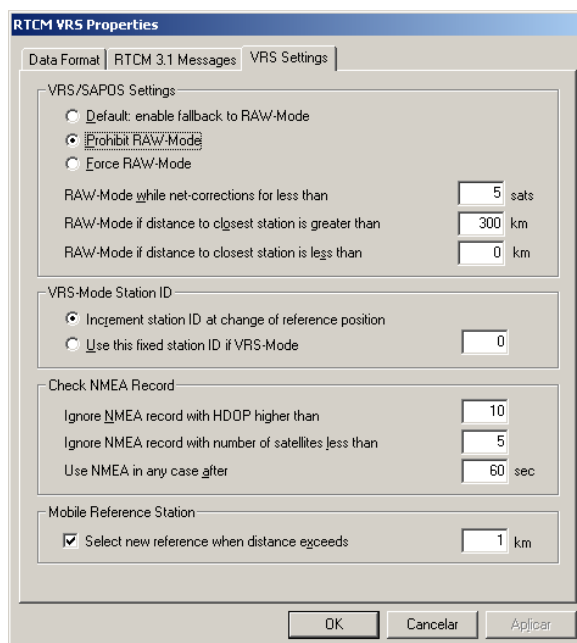 RTCM VRS Properties
Data Format RTCM 3.1 Messages VRS Settings
VRS/SAPOS Settings
Default: enable fallback to RAW-Mode
Prohibit RAW-Mode
Force RAW-Mode
RAW-Mode while net-corrections for less than 5 sats
RAW-Mode if distance to closest station is greater than 300 km
RAW-Mode if distance to closest station is less than 0 km
VRS-Mode Station ID
Increment station ID at change of reference position
Use this fixed station ID if VRS-Mode 0
Check NMEA Record
Ignore NMEA record with HDOP higher than 10
Ignore NMEA record with number of satellites less than 5
Use NMEA in any case after 60 sec
Mobile Reference Station
Select new reference when distance exceeds 1 km
OK Cancelar Aplicar